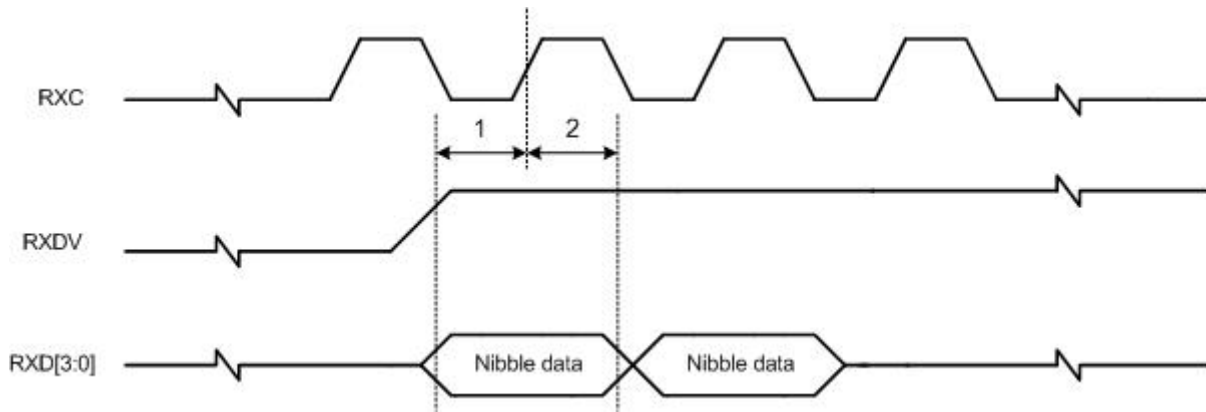 RXC
1
2
RXDV
RXD[3:0]
Nibble data
Nibble data